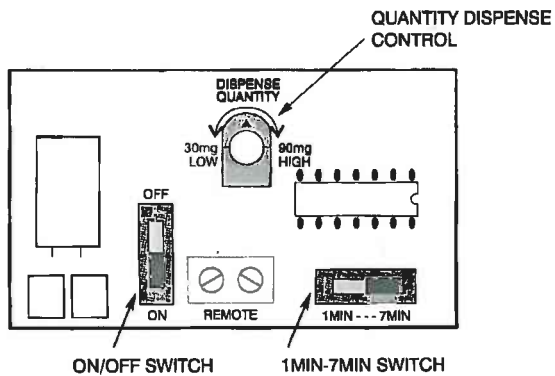 QUANTITY DISPENSE
CONTROL
DISPENSE
QUANTITY
30mg
LOW
90mg
HIGH
OFF
ON
REMOTE
1MIN --- 7MIN
ON/OFF SWITCH
1MIN-7MIN SWITCH